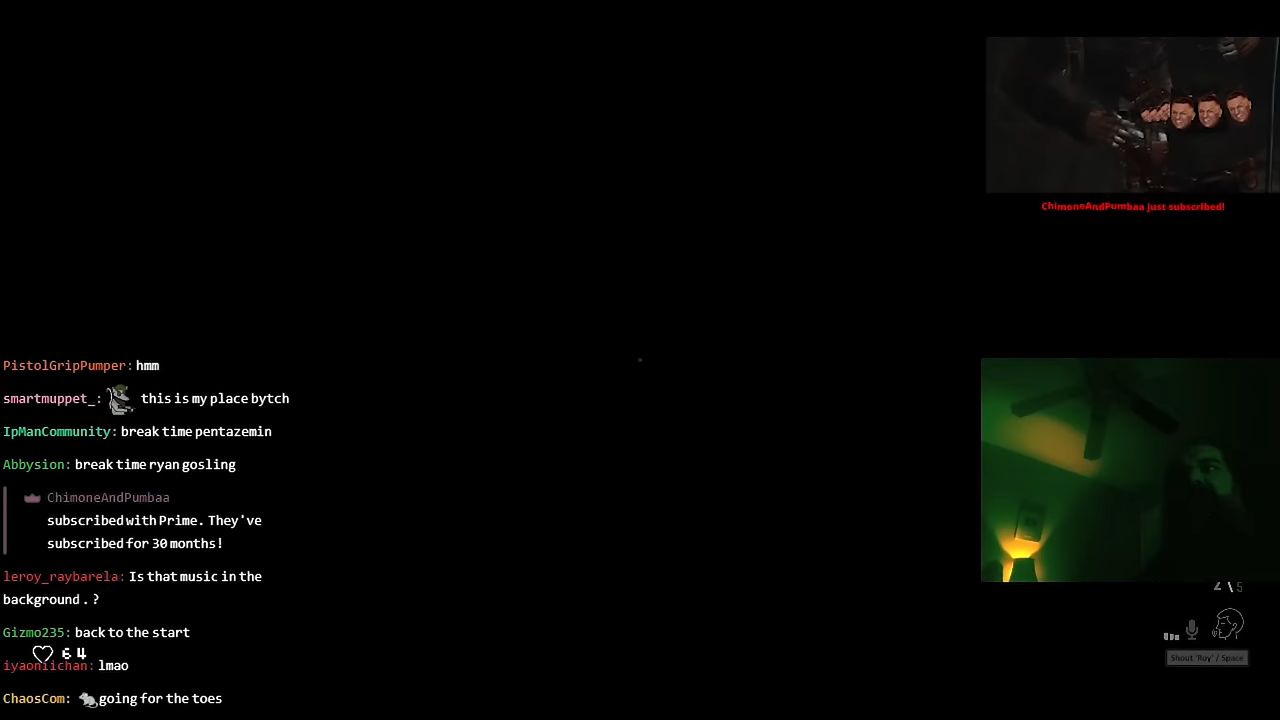 ChimoneAndPumbaa just subscribed!
PistolGripPumper: hmm
smartmuppet_: this is my place bytch
IpManCommunity: break time pentazemin
Abbysion: break time ryan gosling
ChimoneAndPumbaa
subscribed with Prime. They've
subscribed for 30 months!
leroy_raybarela: Is that music in the
background . ?
Gizmo235: back to the start
64
iyaoniichan: lmao
ChaosCom: going for the toes
Shout 'Roy' / Space